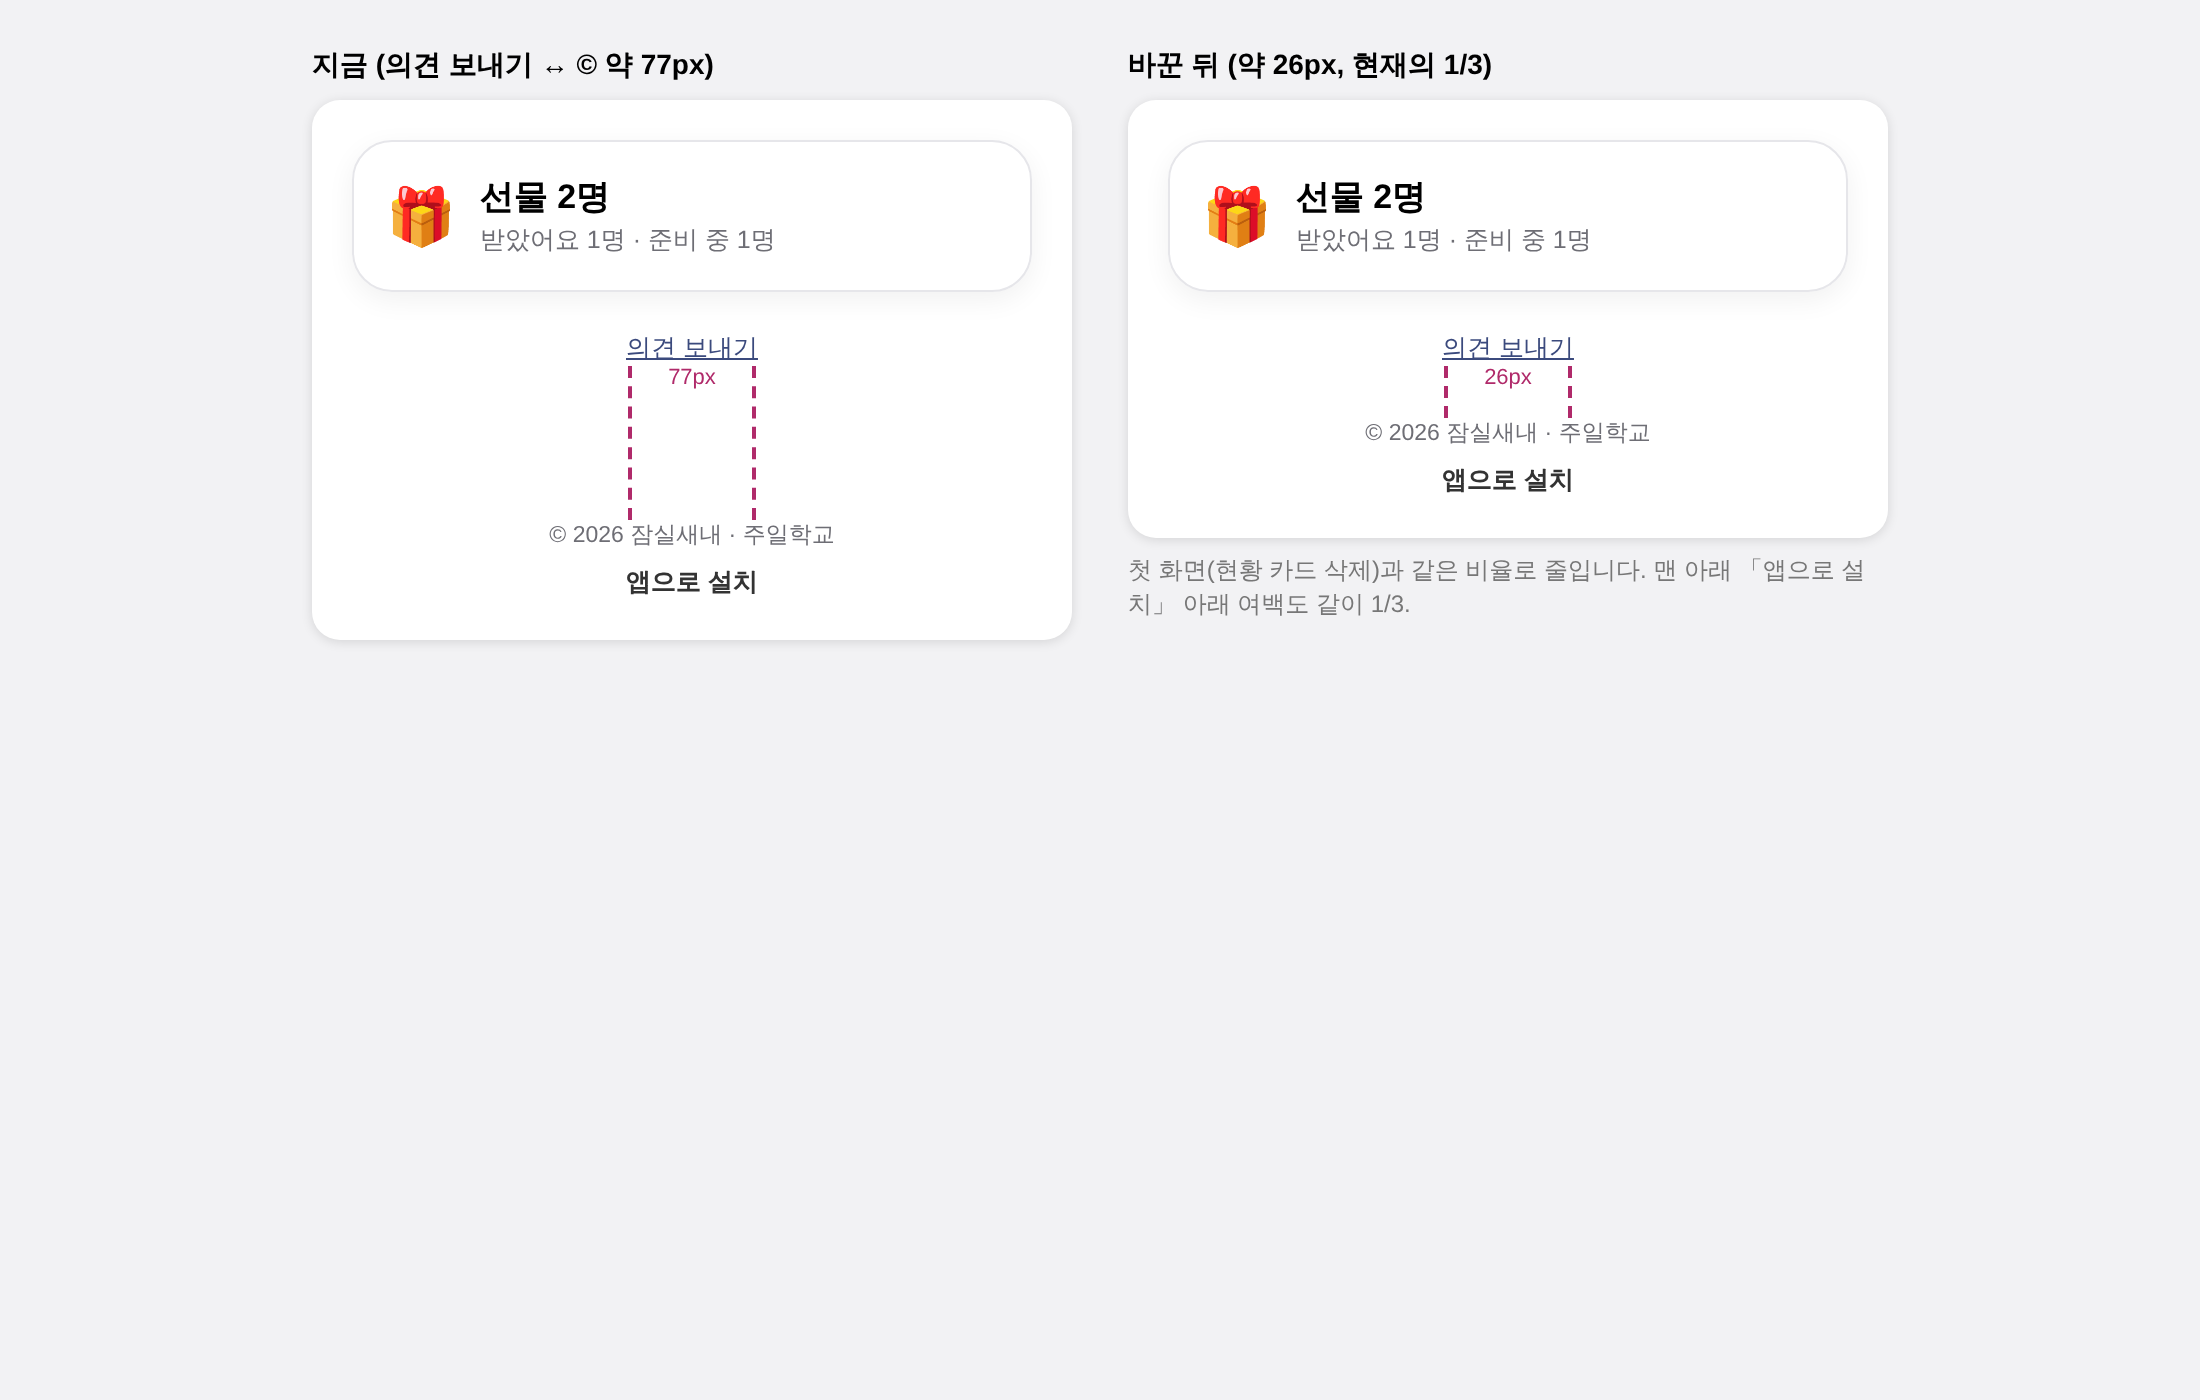 지금 (의견 보내기 ↔ © 약 77px)
🎁 선물 2명
받았어요 1명 · 준비 중 1명
의견 보내기
77px
© 2026 잠실새내 · 주일학교
앱으로 설치
바꾼 뒤 (약 26px, 현재의 1/3)
🎁 선물 2명
받았어요 1명 · 준비 중 1명
의견 보내기
26px
© 2026 잠실새내 · 주일학교
앱으로 설치
첫 화면(현황 카드 삭제)과 같은 비율로 줄입니다. 맨 아래 「앱으로 설
치」 아래 여백도 같이 1/3.